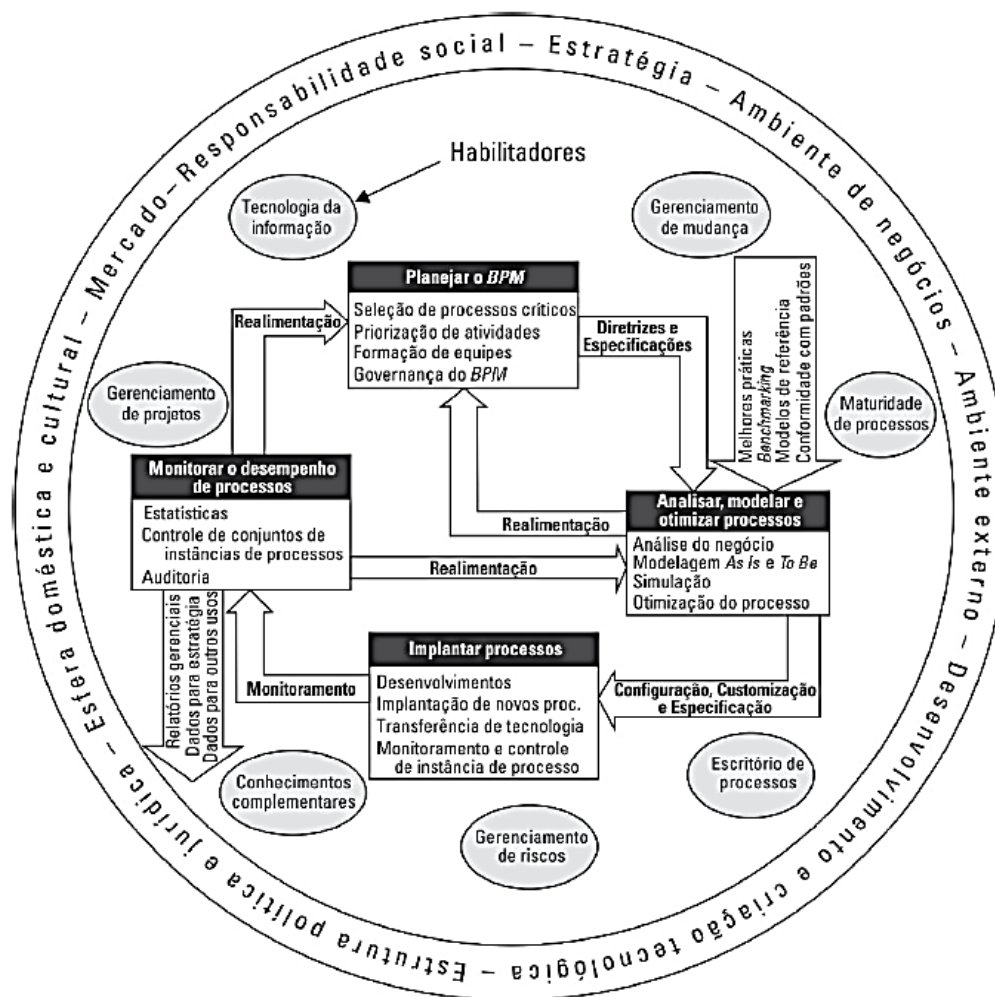 Esfera doméstica e cultural – Mercado – Responsabilidade social – Estratégia – Ambiente de negócios – Ambiente externo – Desenvolvimento e criação tecnológica – Estrutura política e jurídica –
Habilitadores
Tecnologia da
informação
Gerenciamento
de mudança
Planejar o BPM
Seleção de processos críticos
Priorização de atividades
Formação de equipes
Governança do BPM
Realimentação
Diretrizes e
Especificações
Melhores práticas
Benchmarking
Modelos de referência
Conformidade com padrões
Gerenciamento
de projetos
Maturidade
de processos
Monitorar o desempenho
de processos
Estatísticas
Controle de conjuntos de
instâncias de processos
Auditoria
Analisar, modelar e
otimizar processos
Análise do negócio
Modelagem As Is e To Be
Simulação
Otimização do processo
Realimentação
Realimentação
Implantar processos
Desenvolvimentos
Implantação de novos proc.
Transferência de tecnologia
Monitoramento e controle
de instância de processo
Monitoramento
Configuração, Customização
e Especificação
Relatórios gerenciais
Dados para estratégia
Dados para outros usos
Conhecimentos
complementares
Escritório de
processos
Gerenciamento
de riscos